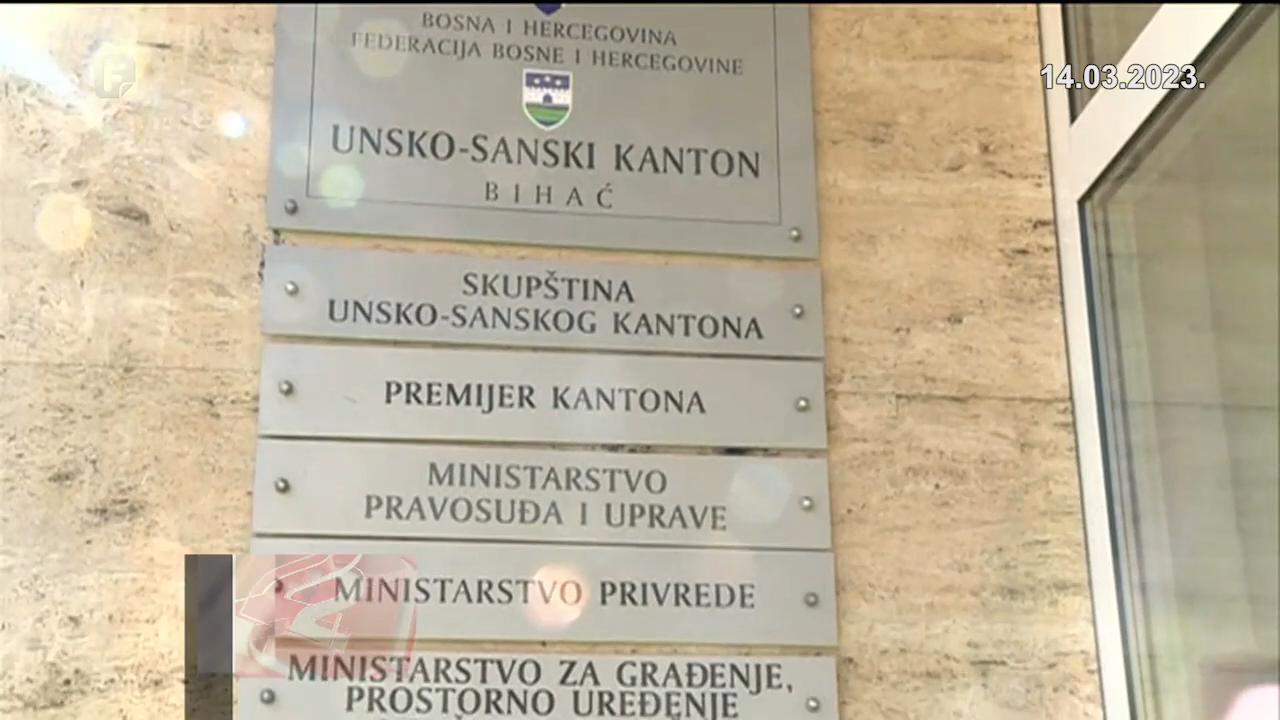 BOSNA I HERCEGOVINA
FEDERACIJA BOSNE I HERCEGOVINE
14.03.2023.
UNSKO-SANSKI KANTON
BIHAĆ
SKUPŠTINA
UNSKO-SANSKOG KANTONA
PREMIJER KANTONA
MINISTARSTVO
PRAVOSUĐA I UPRAVE
MINISTARSTVO PRIVREDE
MINISTARSTVO ZA GRAĐENJE,
PROSTORNO UREĐENJE